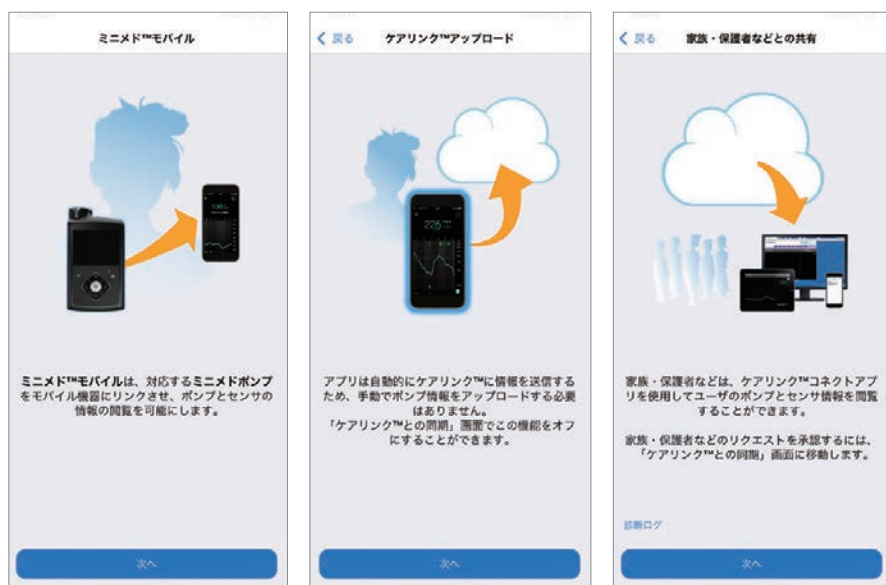 ミニメド™モバイル
ミニメド™モバイルは、対応するミニメドポンプ
をモバイル機器にリンクさせ、ポンプとセンサの
情報の閲覧を可能にします。
次へ
戻る
ケアリンク™アップロード
アプリは自動的にケアリンク™に情報を送信する
ため、手動でポンプ情報をアップロードする必要
はありません。
「ケアリンク™との同期」画面でこの機能をオフ
にすることができます。
次へ
戻る
家族・保護者などとの共有
家族・保護者などは、ケアリンク™コネクトアプ
リを使用してユーザのポンプとセンサ情報を閲覧
することができます。
家族・保護者などのリクエストを承認するには、
「ケアリンク™との同期」画面に移動します。
診断ログ
次へ